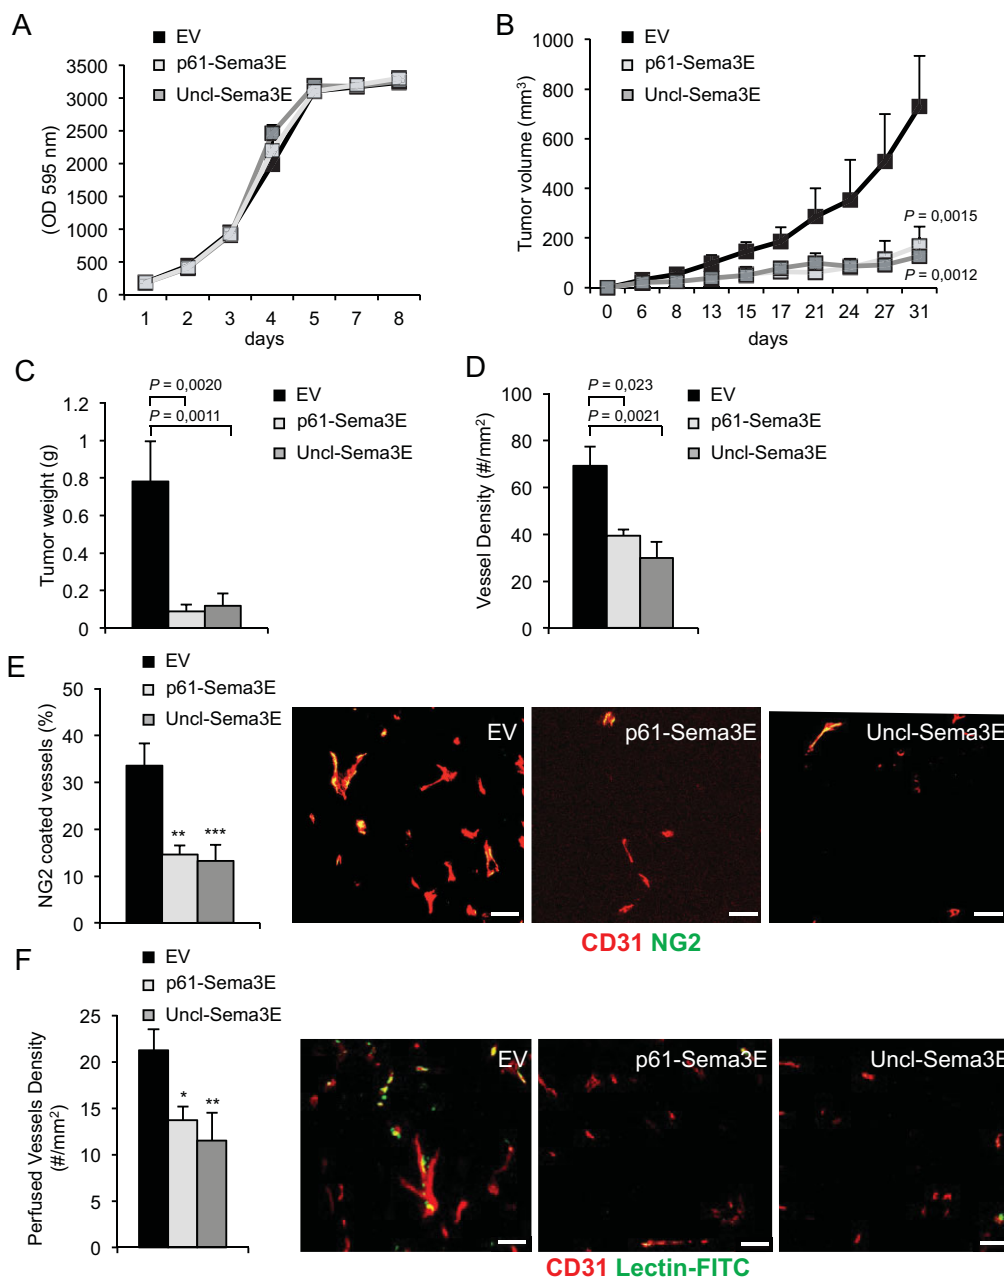 A
EV
p61-Sema3E
Uncl-Sema3E
(OD 595 nm)
3500
3000
2500
2000
1500
1000
500
0
1 2 3 4 5 7 8
days
B
EV
p61-Sema3E
Uncl-Sema3E
Tumor volume (mm3)
1000
800
600
400
200
0
P = 0,0015
P = 0,0012
0 6 8 13 15 17 21 24 27 31
days
C
P = 0,0020
P = 0,0011
EV
p61-Sema3E
Uncl-Sema3E
Tumor weight (g)
1.2
1
0.8
0.6
0.4
0.2
0
D
P = 0,023
P = 0,0021
EV
p61-Sema3E
Uncl-Sema3E
Vessel Density (#/mm2)
100
80
60
40
20
0
E
EV
p61-Sema3E
Uncl-Sema3E
NG2 coated vessels (%)
50
40
30
20
10
0
** ***
EV
p61-Sema3E
Uncl-Sema3E
CD31 NG2
F
EV
p61-Sema3E
Uncl-Sema3E
Perfused Vessels Density
(#/mm2)
25
20
15
10
5
0
* **
EV
p61-Sema3E
Uncl-Sema3E
CD31 Lectin-FITC